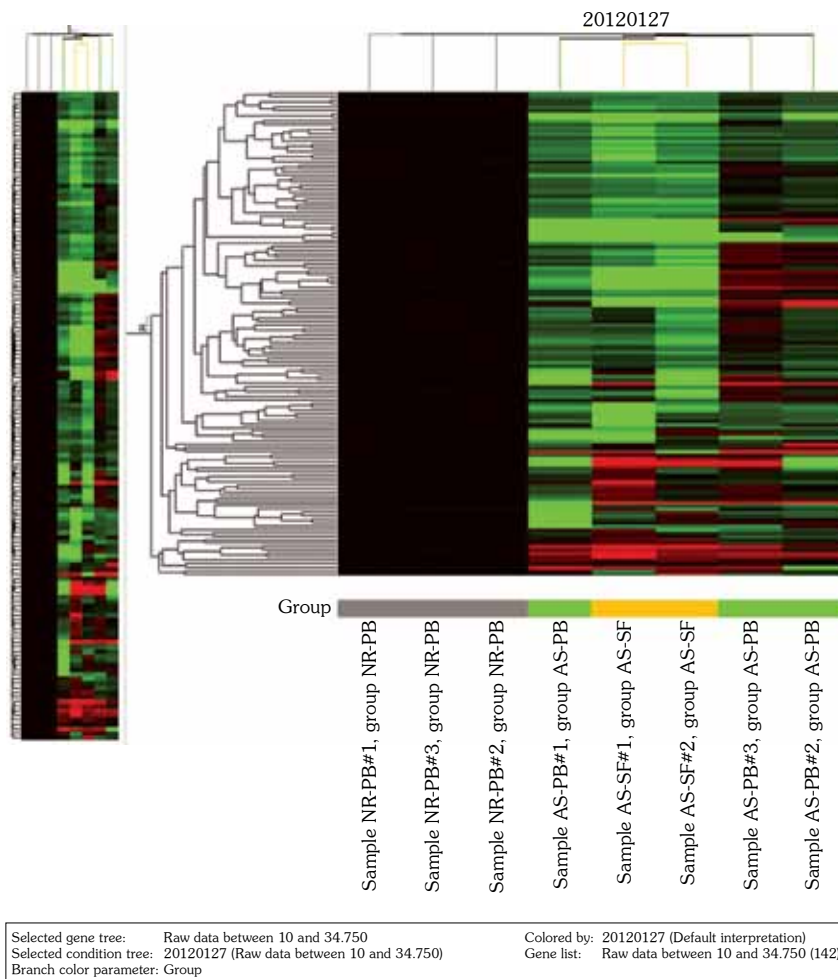 20120127
Group
Sample NR-PB#1, group NR-PB
Sample NR-PB#3, group NR-PB
Sample NR-PB#2, group NR-PB
Sample AS-PB#1, group AS-PB
Sample AS-SF#1, group AS-SF
Sample AS-SF#2, group AS-SF
Sample AS-PB#3, group AS-PB
Sample AS-PB#2, group AS-PB
Selected gene tree: Raw data between 10 and 34.750
Selected condition tree: 20120127 (Raw data between 10 and 34.750)
Branch color parameter: Group
Colored by: 20120127 (Default interpretation)
Gene list: Raw data between 10 and 34.750 (142)